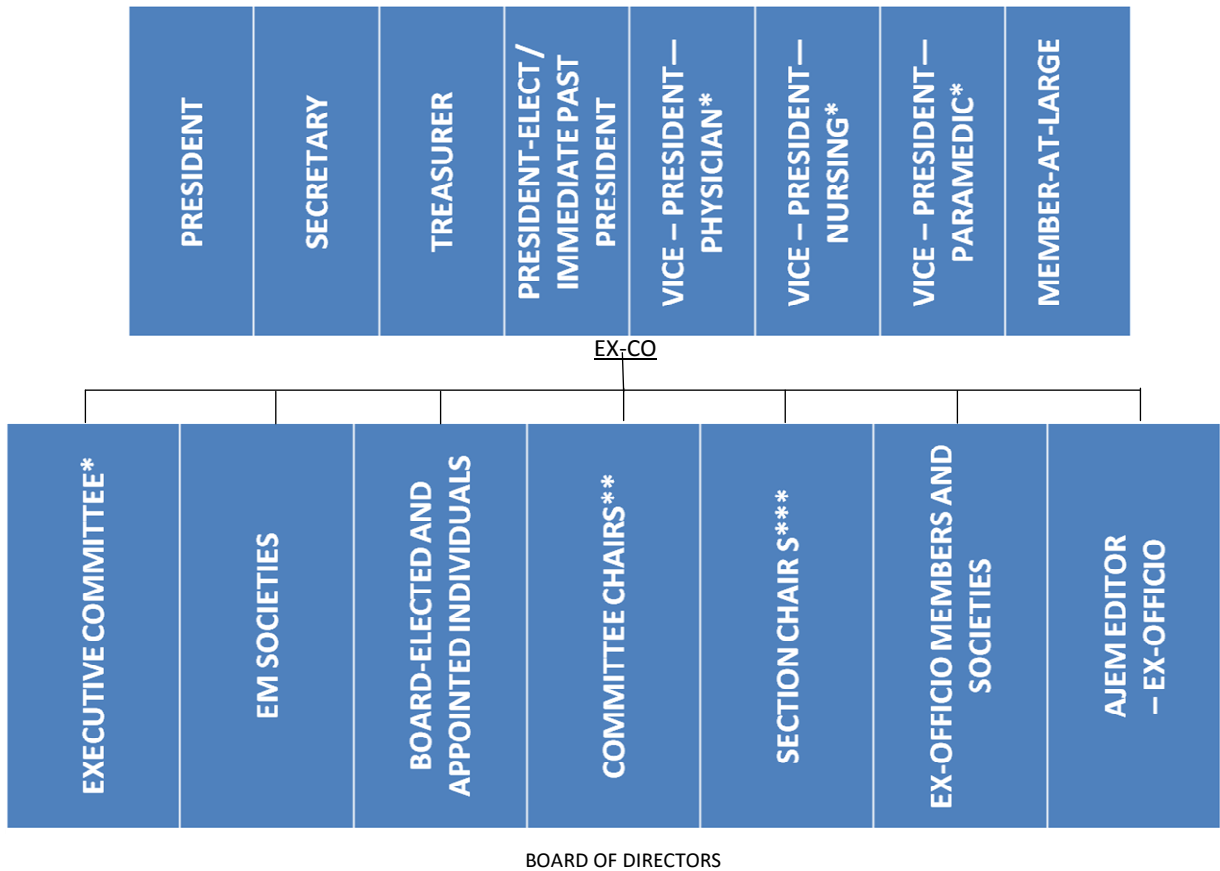 PRESIDENT
SECRETARY
TREASURER
PRESIDENT-ELECT /
IMMEDIATE PAST
PRESIDENT
VICE – PRESIDENT—
PHYSICIAN*
VICE – PRESIDENT—
NURSING*
VICE – PRESIDENT—
PARAMEDIC*
MEMBER-AT-LARGE
EX-CO
EXECUTIVE COMMITTEE*
EM SOCIETIES
BOARD-ELECTED AND
APPOINTED INDIVIDUALS
COMMITTEE CHAIRS**
SECTION CHAIR S***
EX-OFFICIO MEMBERS AND
SOCIETIES
AJEM EDITOR
— EX-OFFICIO
BOARD OF DIRECTORS